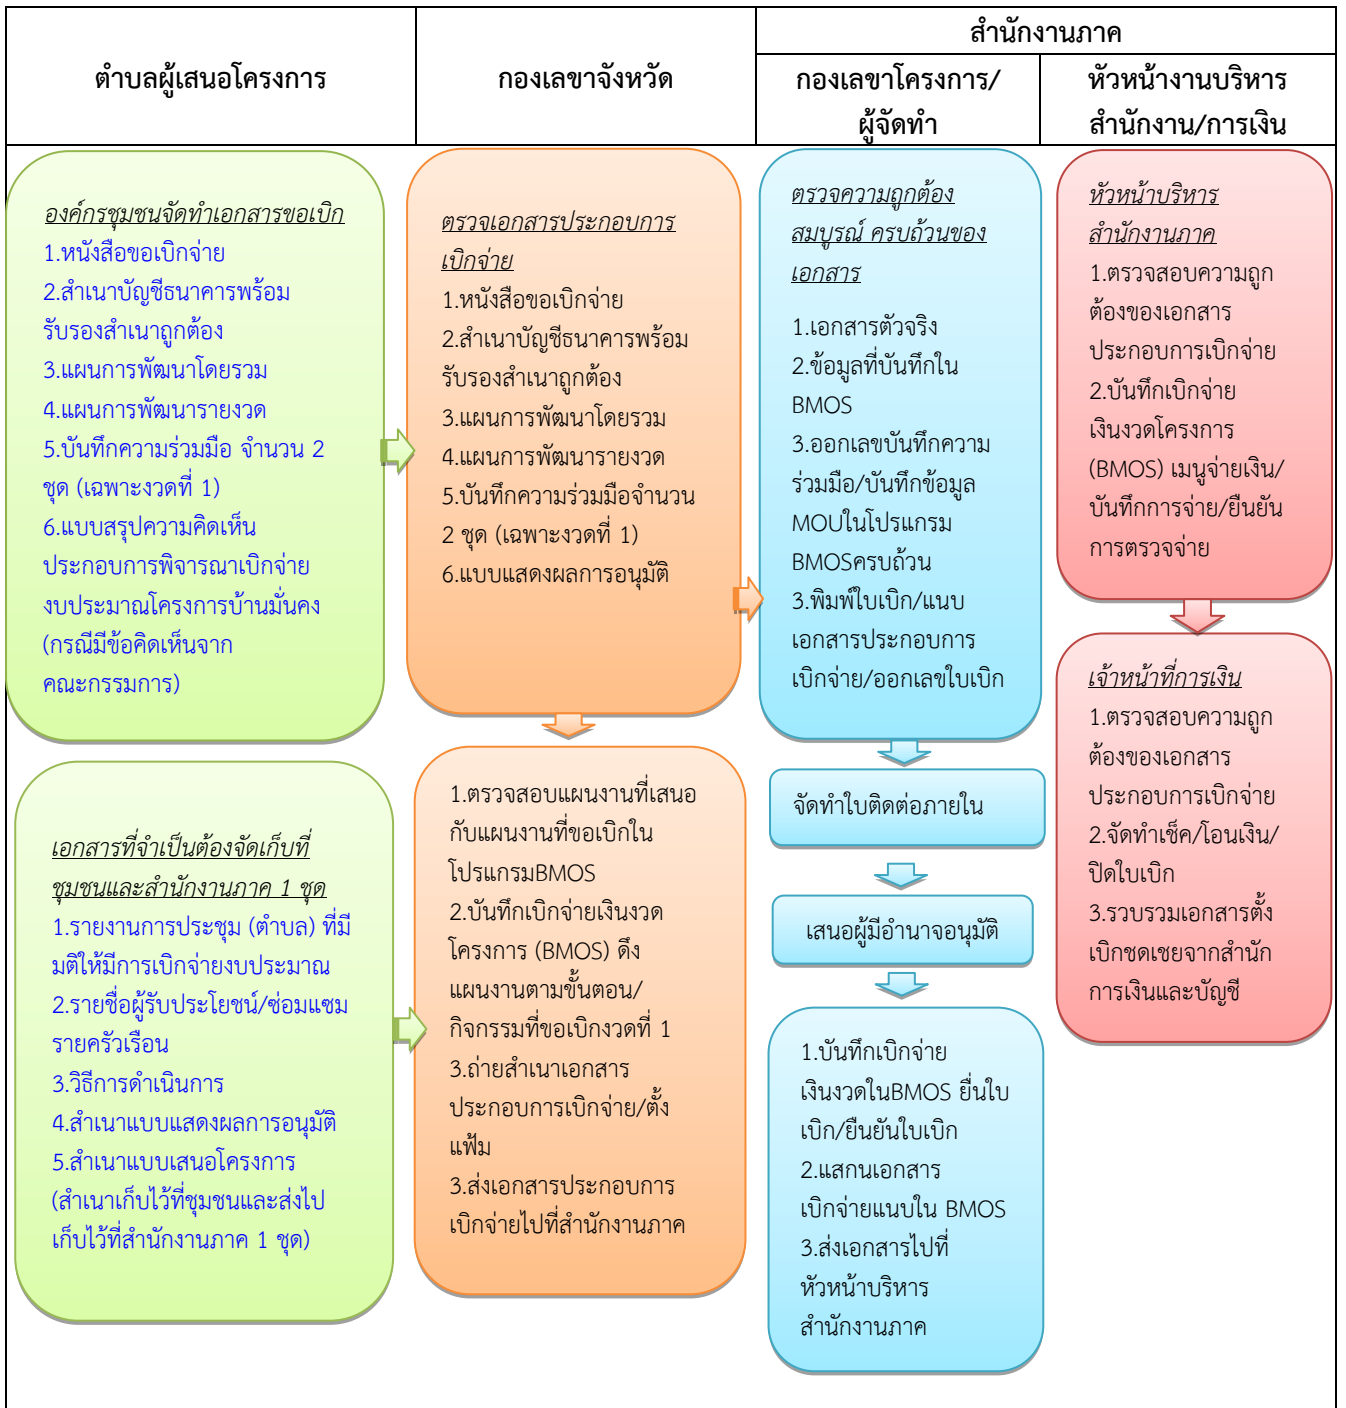 ตำบลผู้เสนอโครงการ
กองเลขาจังหวัด
สำนักงานภาค
กองเลขาโครงการ/
ผู้จัดทำ
หัวหน้างานบริหาร
สำนักงาน/การเงิน
องค์กรชุมชนจัดทำเอกสารขอเบิก
1.หนังสือขอเบิกจ่าย
2.สำเนาบัญชีธนาคารพร้อม
รับรองสำเนาถูกต้อง
3.แผนการพัฒนาโดยรวม
4.แผนการพัฒนารายงวด
5.บันทึกความร่วมมือ จำนวน 2
ชุด (เฉพาะงวดที่ 1)
6.แบบสรุปความคิดเห็น
ประกอบการพิจารณาเบิกจ่าย
งบประมาณโครงการบ้านมั่นคง
(กรณีมีข้อคิดเห็นจาก
คณะกรรมการ)
เอกสารที่จำเป็นต้องจัดเก็บที่
ชุมชนและสำนักงานภาค 1 ชุด
1.รายงานการประชุม (ตำบล) ที่มี
มติให้มีการเบิกจ่ายงบประมาณ
2.รายชื่อผู้รับประโยชน์/ซ่อมแซม
รายครัวเรือน
3.วิธีการดำเนินการ
4.สำเนาแบบแสดงผลการอนุมัติ
5.สำเนาแบบเสนอโครงการ
(สำเนาเก็บไว้ที่ชุมชนและส่งไป
เก็บไว้ที่สำนักงานภาค 1 ชุด)
ตรวจเอกสารประกอบการ
เบิกจ่าย
1.หนังสือขอเบิกจ่าย
2.สำเนาบัญชีธนาคารพร้อม
รับรองสำเนาถูกต้อง
3.แผนการพัฒนาโดยรวม
4.แผนการพัฒนารายงวด
5.บันทึกความร่วมมือจำนวน
2 ชุด (เฉพาะงวดที่ 1)
6.แบบแสดงผลการอนุมัติ
1.ตรวจสอบแผนงานที่เสนอ
กับแผนงานที่ขอเบิกใน
โปรแกรมBMOS
2.บันทึกเบิกจ่ายเงินงวด
โครงการ (BMOS) ดึง
แผนงานตามขั้นตอน/
กิจกรรมที่ขอเบิกงวดที่ 1
3.ถ่ายสำเนาเอกสาร
ประกอบการเบิกจ่าย/ตั้ง
แฟ้ม
3.ส่งเอกสารประกอบการ
เบิกจ่ายไปที่สำนักงานภาค
ตรวจความถูกต้อง
สมบูรณ์ ครบถ้วนของ
เอกสาร
1.เอกสารตัวจริง
2.ข้อมูลที่บันทึกใน
BMOS
3.ออกเลขบันทึกความ
ร่วมมือ/บันทึกข้อมูล
MOUในโปรแกรม
BMOSครบถ้วน
3.พิมพ์ใบเบิก/แนบ
เอกสารประกอบการ
เบิกจ่าย/ออกเลขใบเบิก
จัดทำใบติดต่อภายใน
เสนอผู้มีอำนาจอนุมัติ
1.บันทึกเบิกจ่าย
เงินงวดในBMOS ยื่นใบ
เบิก/ยืนยันใบเบิก
2.แสกนเอกสาร
เบิกจ่ายแนบใน BMOS
3.ส่งเอกสารไปที่
หัวหน้าบริหาร
สำนักงานภาค
หัวหน้าบริหาร
สำนักงานภาค
1.ตรวจสอบความถูก
ต้องของเอกสาร
ประกอบการเบิกจ่าย
2.บันทึกเบิกจ่าย
เงินงวดโครงการ
(BMOS) เมนูจ่ายเงิน/
บันทึกการจ่าย/ยืนยัน
การตรวจจ่าย
เจ้าหน้าที่การเงิน
1.ตรวจสอบความถูก
ต้องของเอกสาร
ประกอบการเบิกจ่าย
2.จัดทำเช็ค/โอนเงิน/
ปิดใบเบิก
3.รวบรวมเอกสารตั้ง
เบิกชดเชยจากสำนัก
การเงินและบัญชี